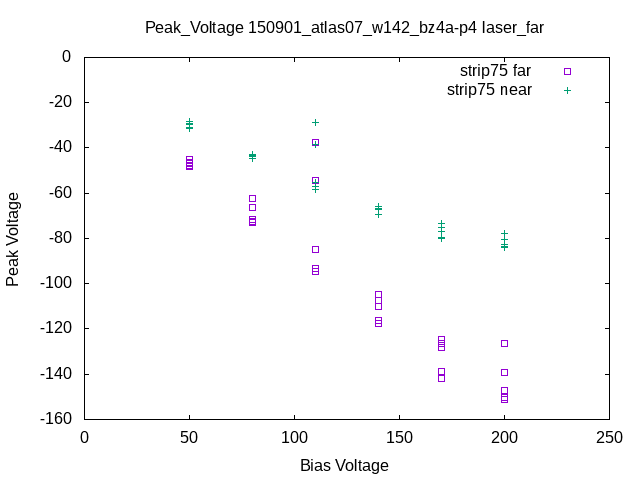 Peak_Voltage 150901_atlas07_w142_bz4a-p4 laser_far
0
-20
-40
-60
-80
-100
-120
-140
-160
Peak Voltage
strip75 far
strip75 near
0 50 100 150 200 250
Bias Voltage